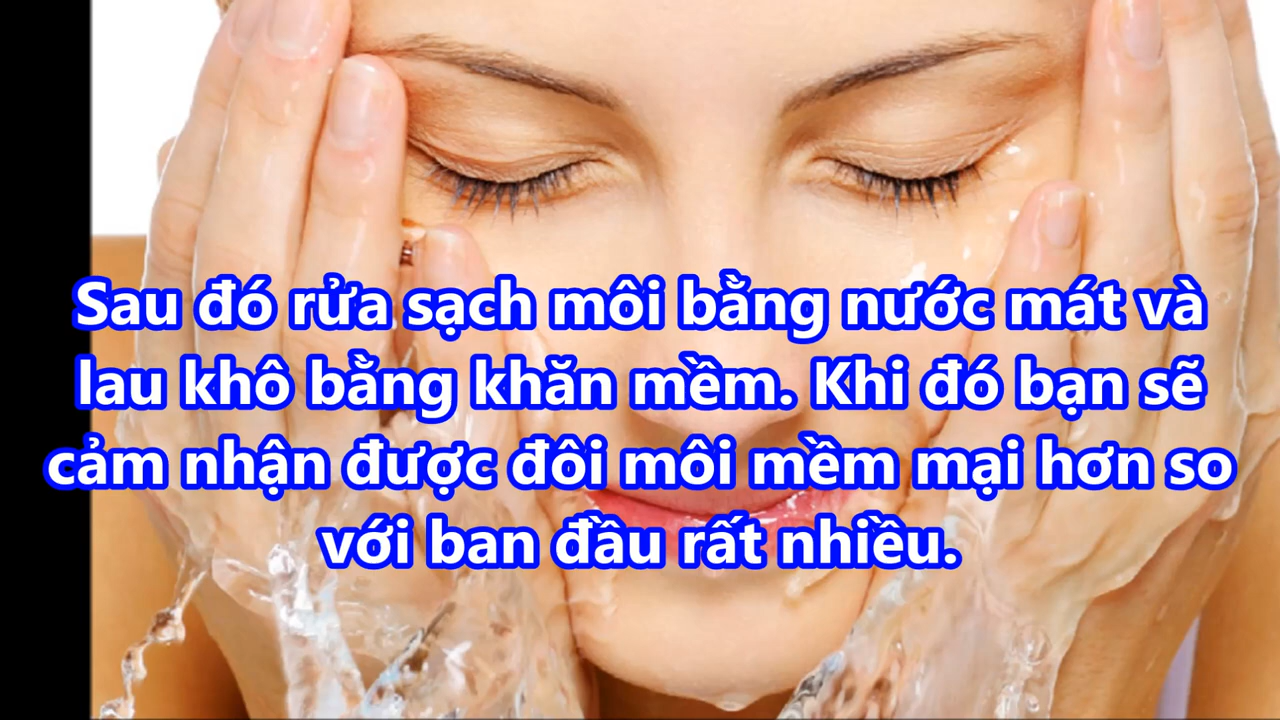 Sau đó rửa sạch môi bằng nước mát và
lau khô bằng khăn mềm. Khi đó bạn sẽ
cảm nhận được đôi môi mềm mại hơn so
với ban đầu rất nhiều.